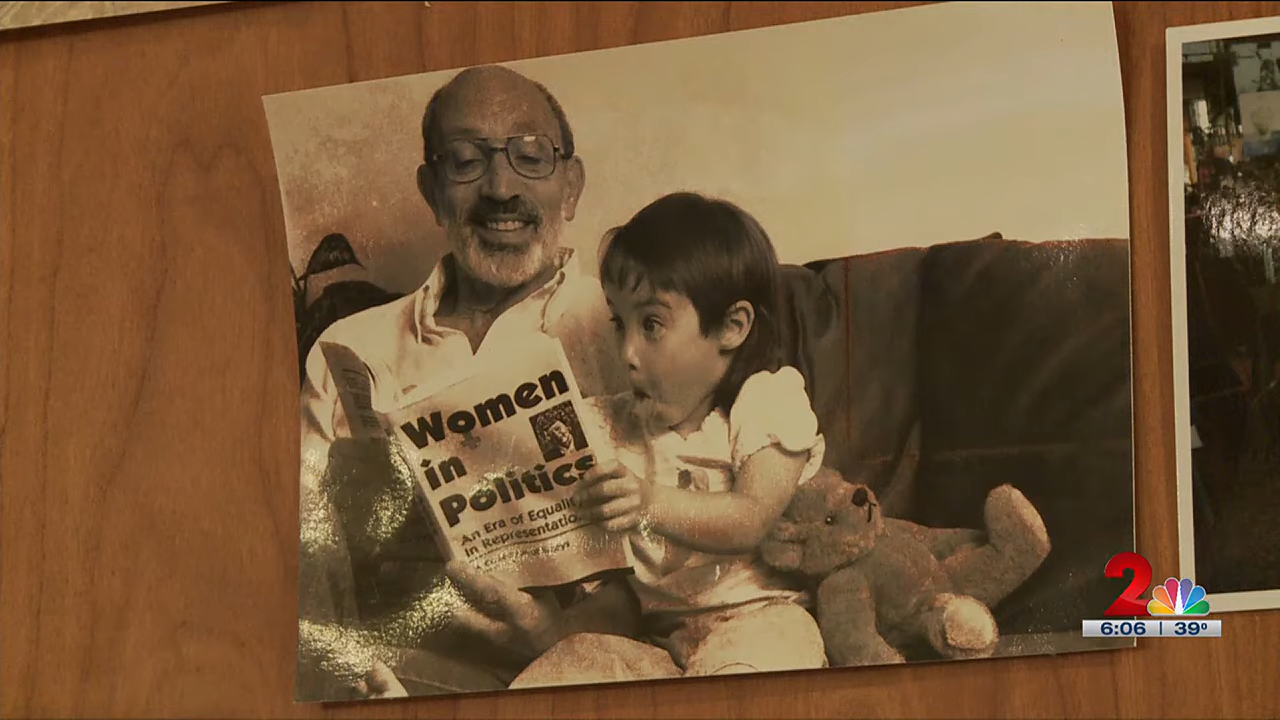 Women
in
Politics
An Era of Equality
in Representation
2
6:06 | 39°